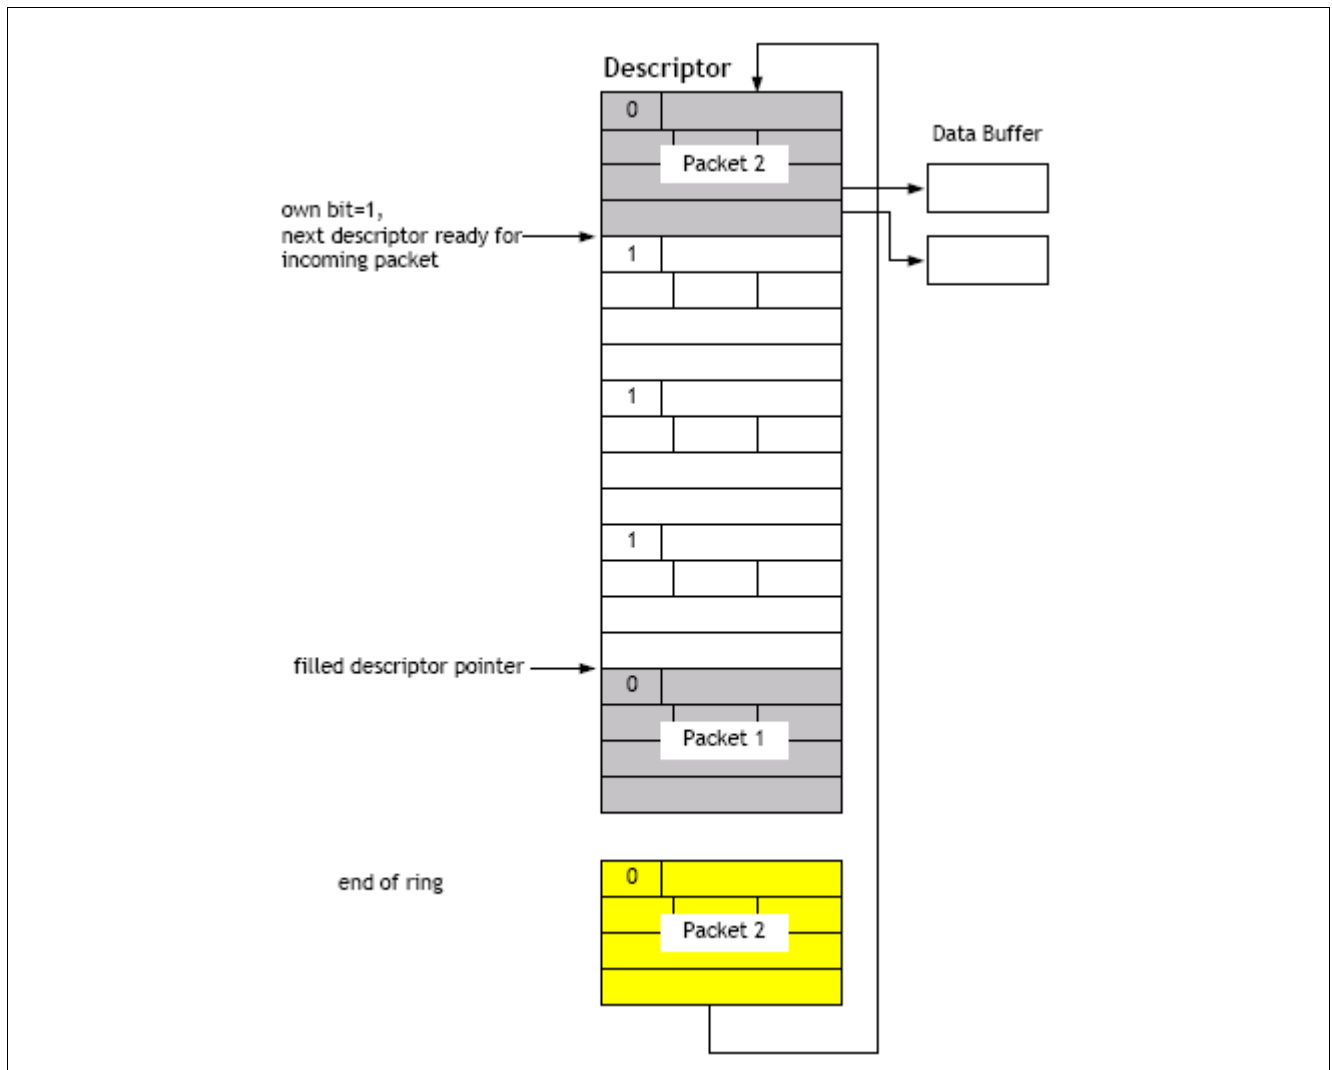 Descriptor
0
Data Buffer
Packet 2
own bit=1,
next descriptor ready for
incoming packet
1
1
1
filled descriptor pointer
0
Packet 1
0
end of ring
Packet 2